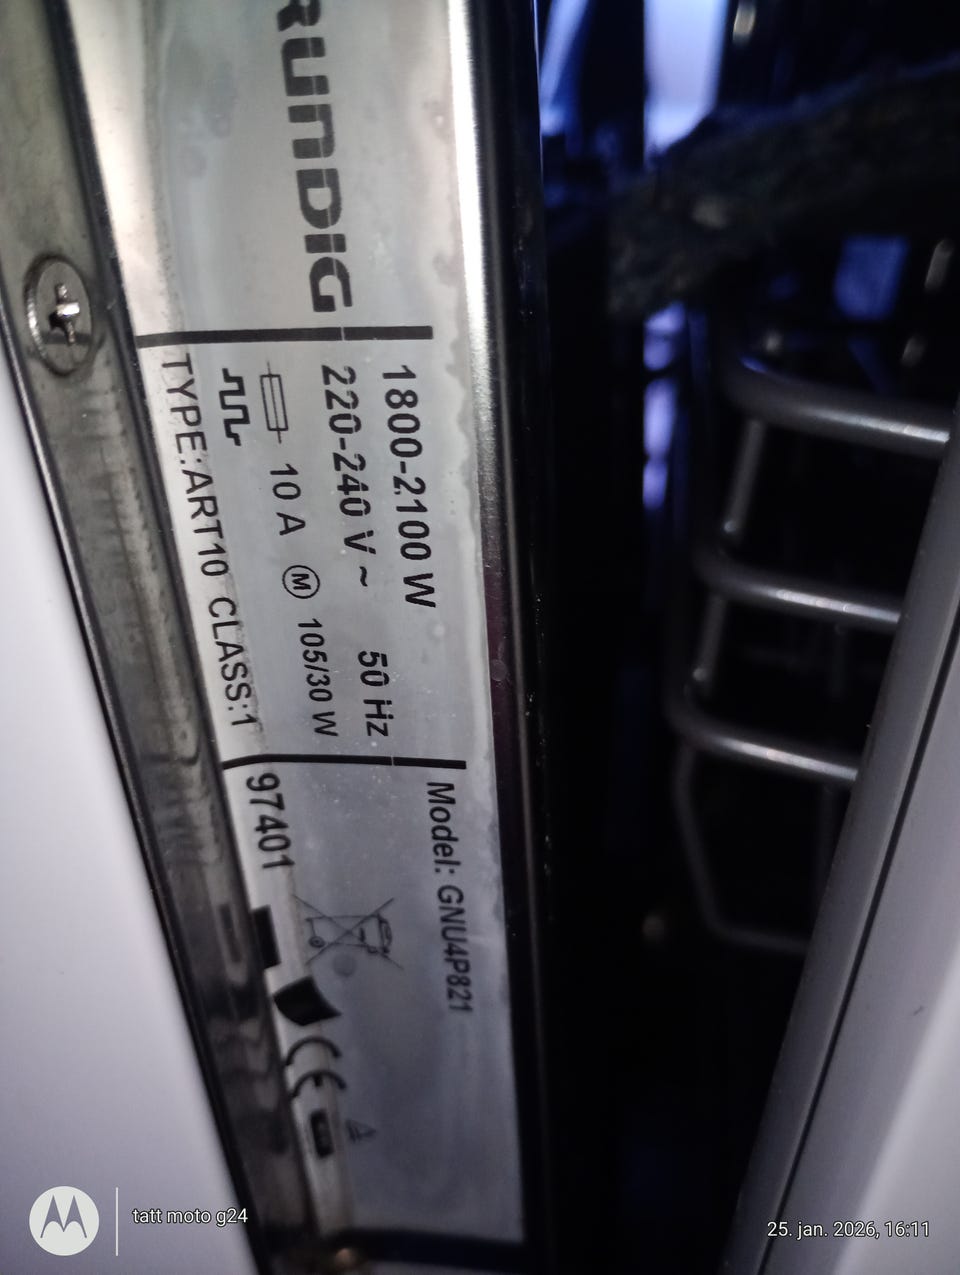 RUNDIG
1800-2100 W
220-240 V ~ 50 Hz
10 A M 105/30 W
TYPE:ART10 CLASS:1
Model: GNU4P821
97401
CE
tatt moto g24
25. jan. 2026, 16:11